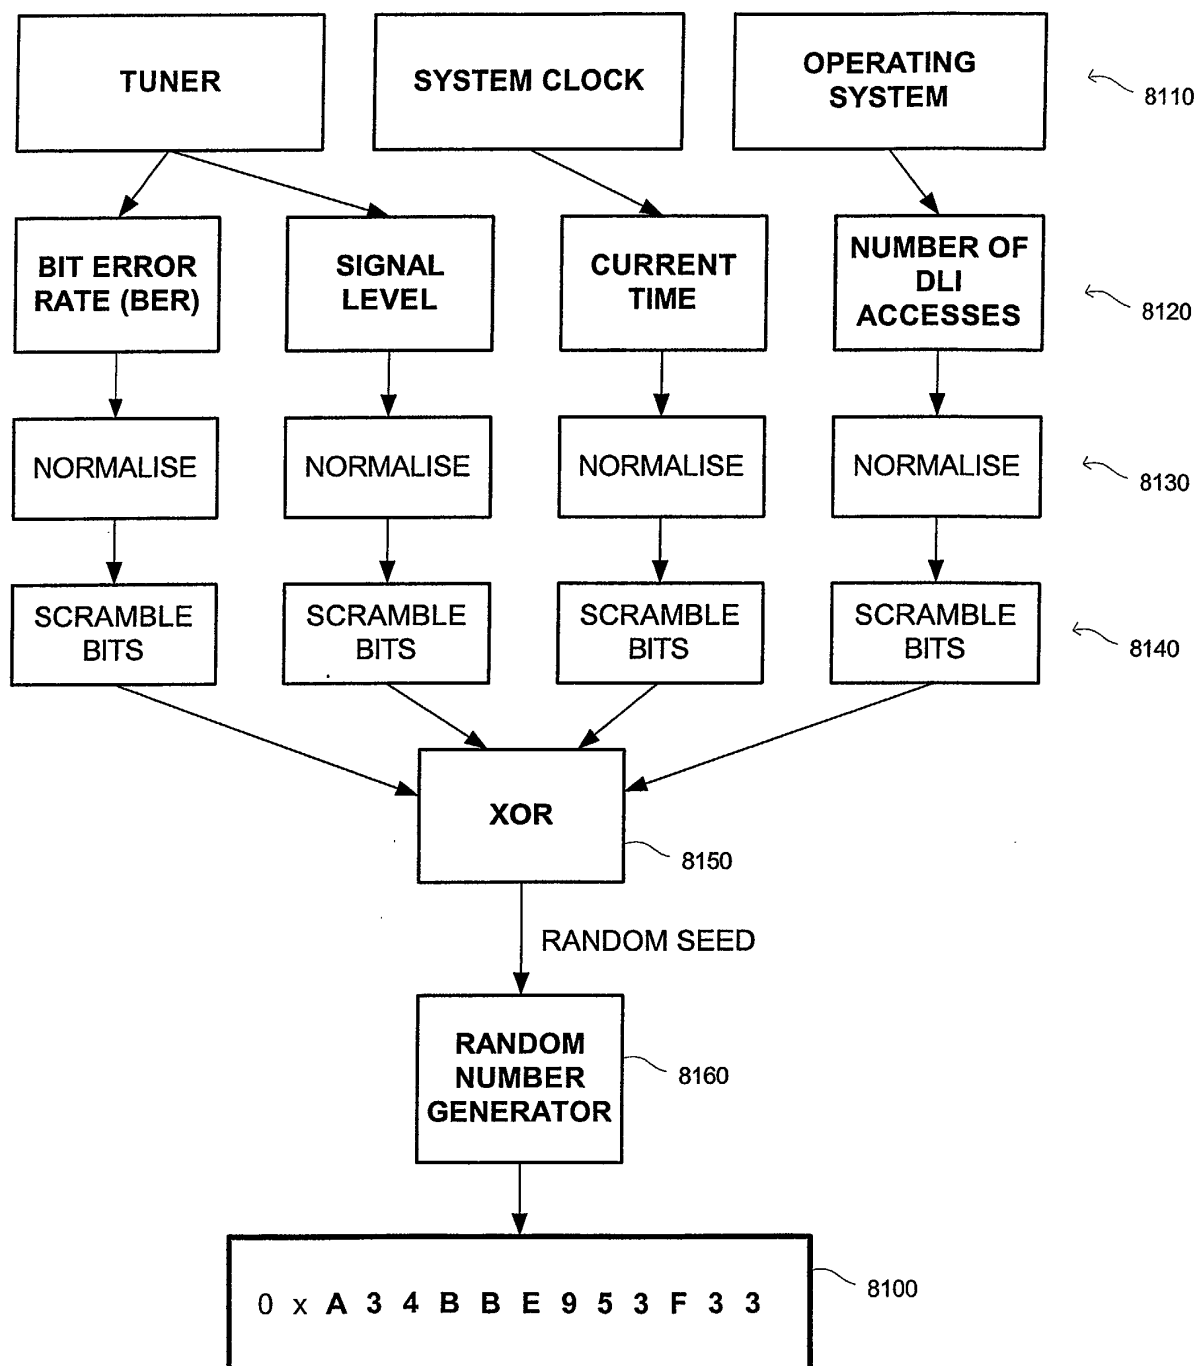 TUNER
SYSTEM CLOCK
OPERATING
SYSTEM
8110
BIT ERROR
RATE (BER)
SIGNAL
LEVEL
CURRENT
TIME
NUMBER OF
DLI
ACCESSES
8120
NORMALISE
NORMALISE
NORMALISE
NORMALISE
8130
SCRAMBLE
BITS
SCRAMBLE
BITS
SCRAMBLE
BITS
SCRAMBLE
BITS
8140
XOR
8150
RANDOM SEED
RANDOM
NUMBER
GENERATOR
8160
0 x A 3 4 B B E 9 5 3 F 3 3
8100